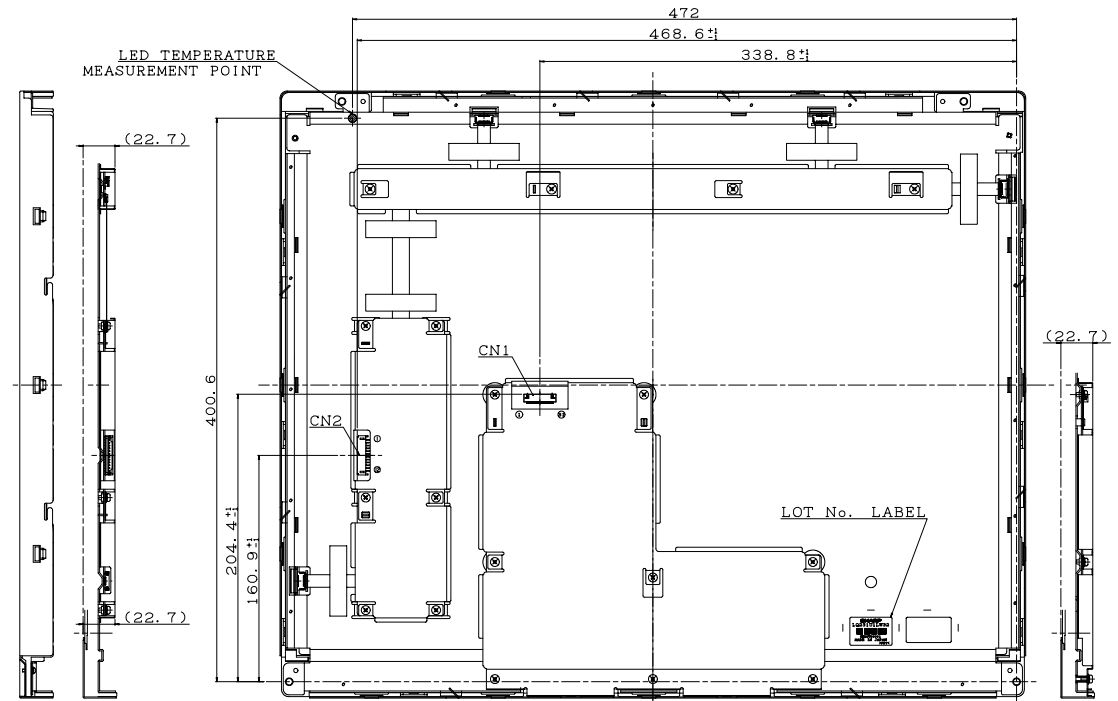 472
468.6±1
338.8±1
LED TEMPERATURE
MEASUREMENT POINT
(22.7)
(22.7)
400.6
CN1
CN2
204.4±1
160.9±1
LOT No. LABEL
(22.7)
SHARP